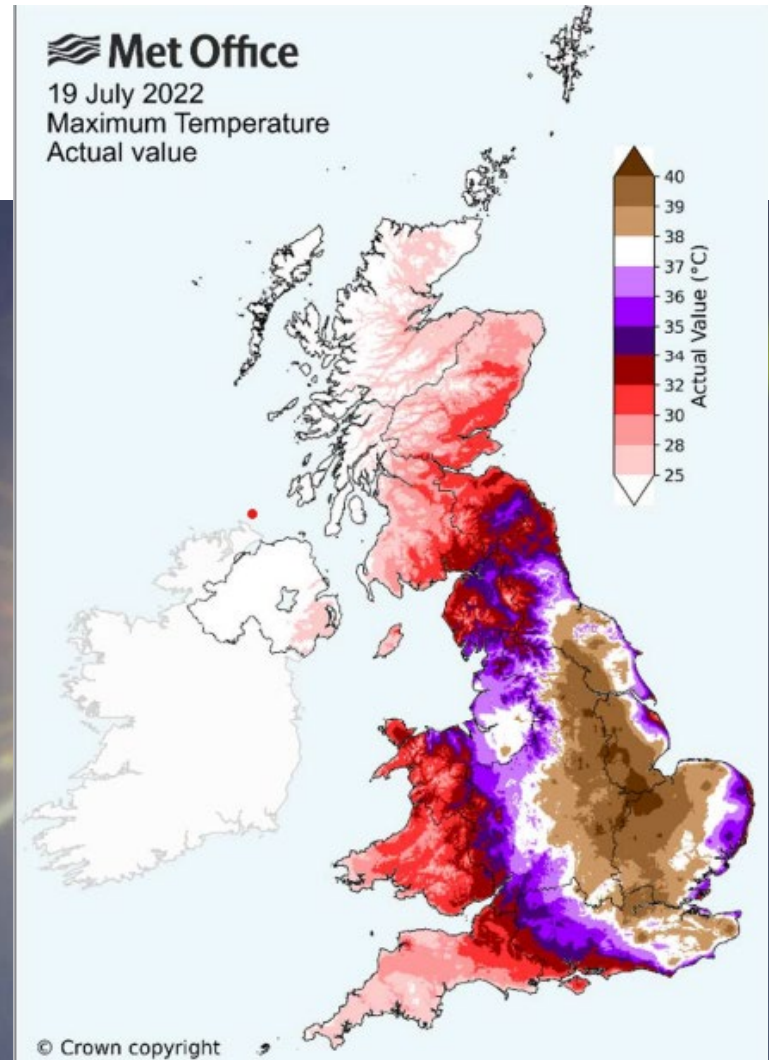 Met Office
19 July 2022
Maximum Temperature
Actual value
40
39
38
37
36
35
34
32
30
28
25
Actual Value (°C)
© Crown copyright